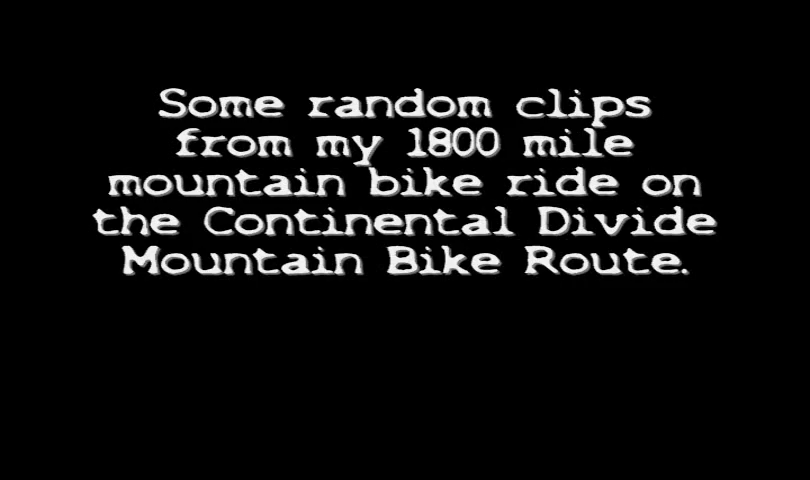 Some random clips
from my 1800 mile
mountain bike ride on
the Continental Divide
Mountain Bike Route.